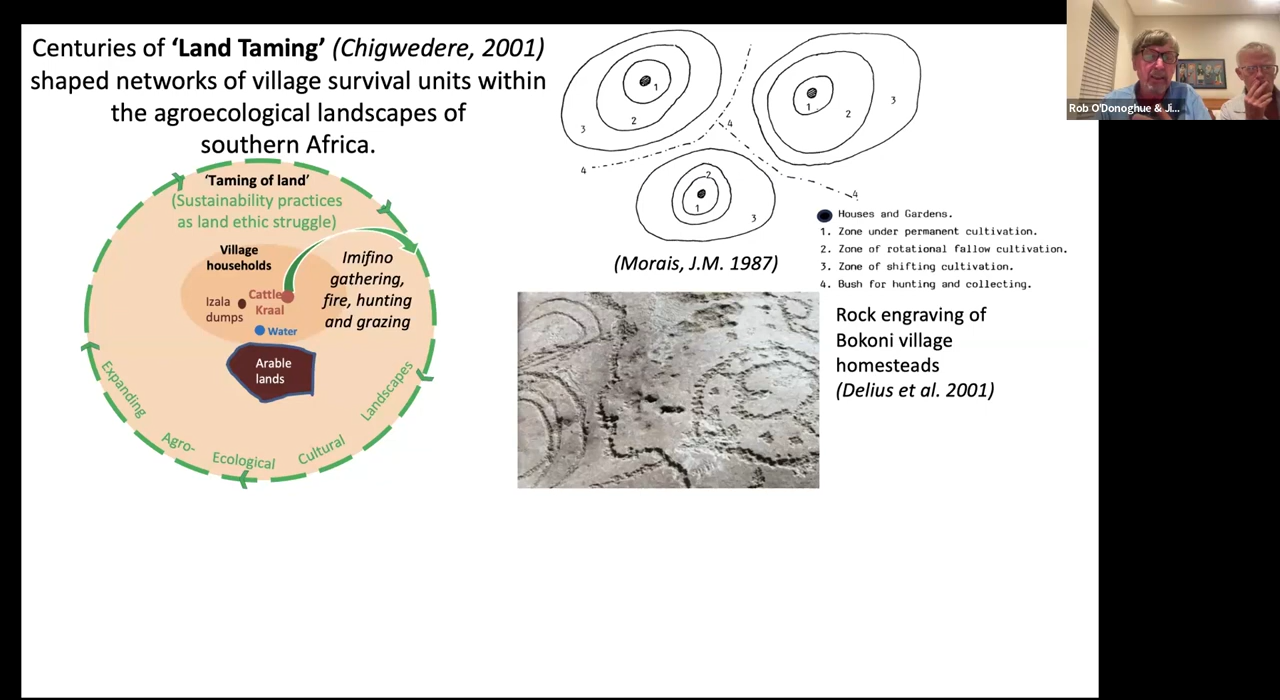 Centuries of ‘Land Taming’ (Chigwedere, 2001)
shaped networks of village survival units within
the agroecological landscapes of
southern Africa.
‘Taming of land’
(Sustainability practices
as land ethic struggle)
Village
households
Imifino
gathering,
fire, hunting
and grazing
Izala
dumps
Cattle
Kraal
Water
Arable
lands
Expanding
Agro-
Ecological
Cultural
Landscapes
1
2
3
1
2
3
4
4
2
1
3
4
Houses and Gardens.
1. Zone under permanent cultivation.
2. Zone of rotational fallow cultivation.
3. Zone of shifting cultivation.
4. Bush for hunting and collecting.
(Morais, J.M. 1987)
Rock engraving of
Bokoni village
homesteads
(Delius et al. 2001)
Rob O'Donoghue & Ji...